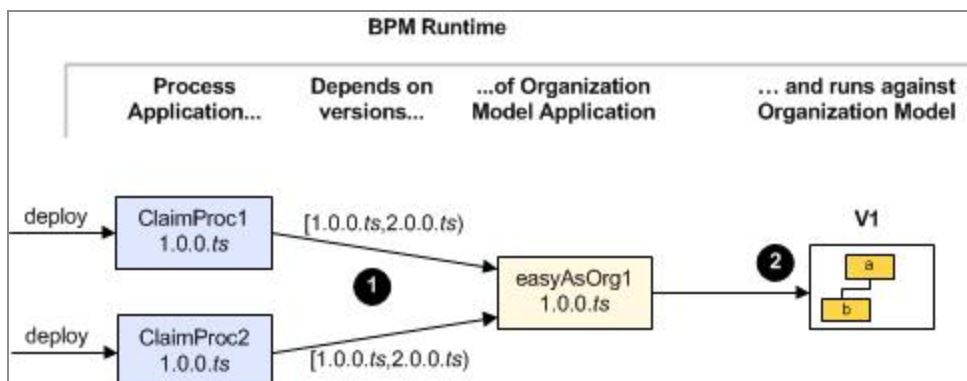 BPM Runtime
Process
Application...
Depends on
versions...
...of Organization
Model Application
... and runs against
Organization Model
deploy
ClaimProc1
1.0.0.ts
[1.0.0.ts,2.0.0.ts)
1
easyAsOrg1
1.0.0.ts
2
V1
a
b
deploy
ClaimProc2
1.0.0.ts
[1.0.0.ts,2.0.0.ts)